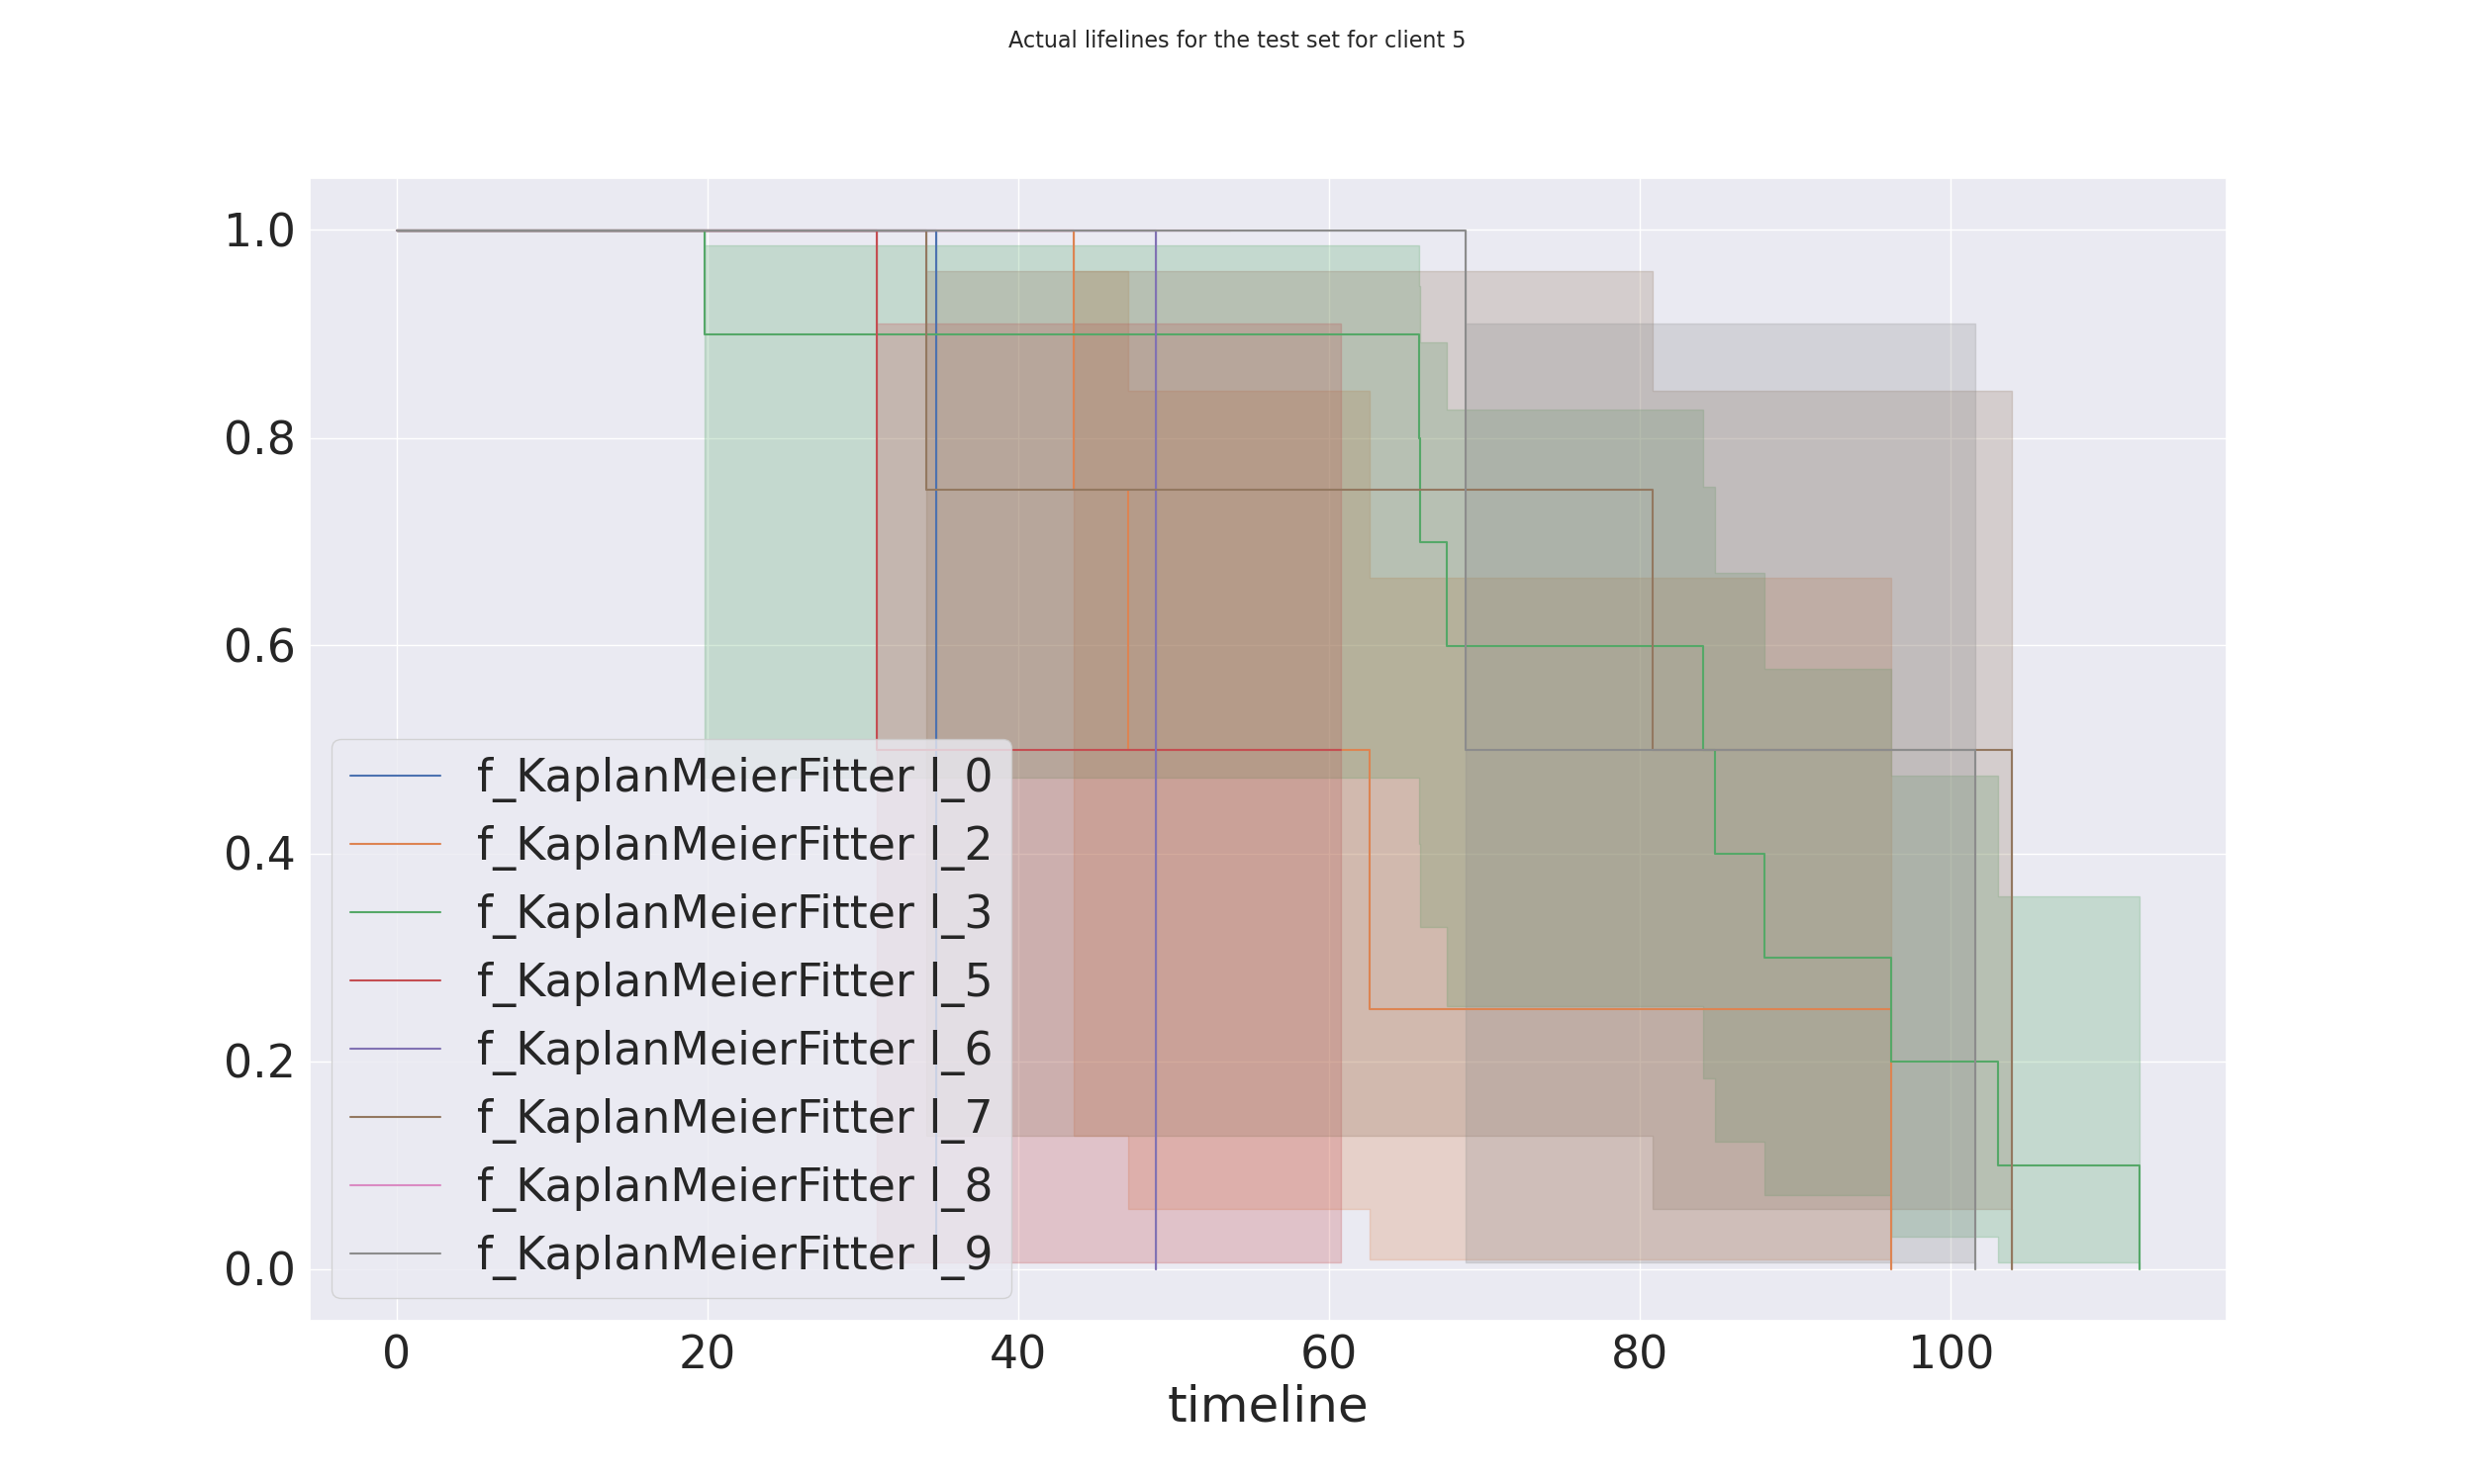 Actual lifelines for the test set for client 5
1.0
0.8
0.6
0.4
0.2
0.0
f_KaplanMeierFitter l_0
f_KaplanMeierFitter l_2
f_KaplanMeierFitter l_3
f_KaplanMeierFitter l_5
f_KaplanMeierFitter l_6
f_KaplanMeierFitter l_7
f_KaplanMeierFitter l_8
f_KaplanMeierFitter l_9
0 20 40 60 80 100
timeline